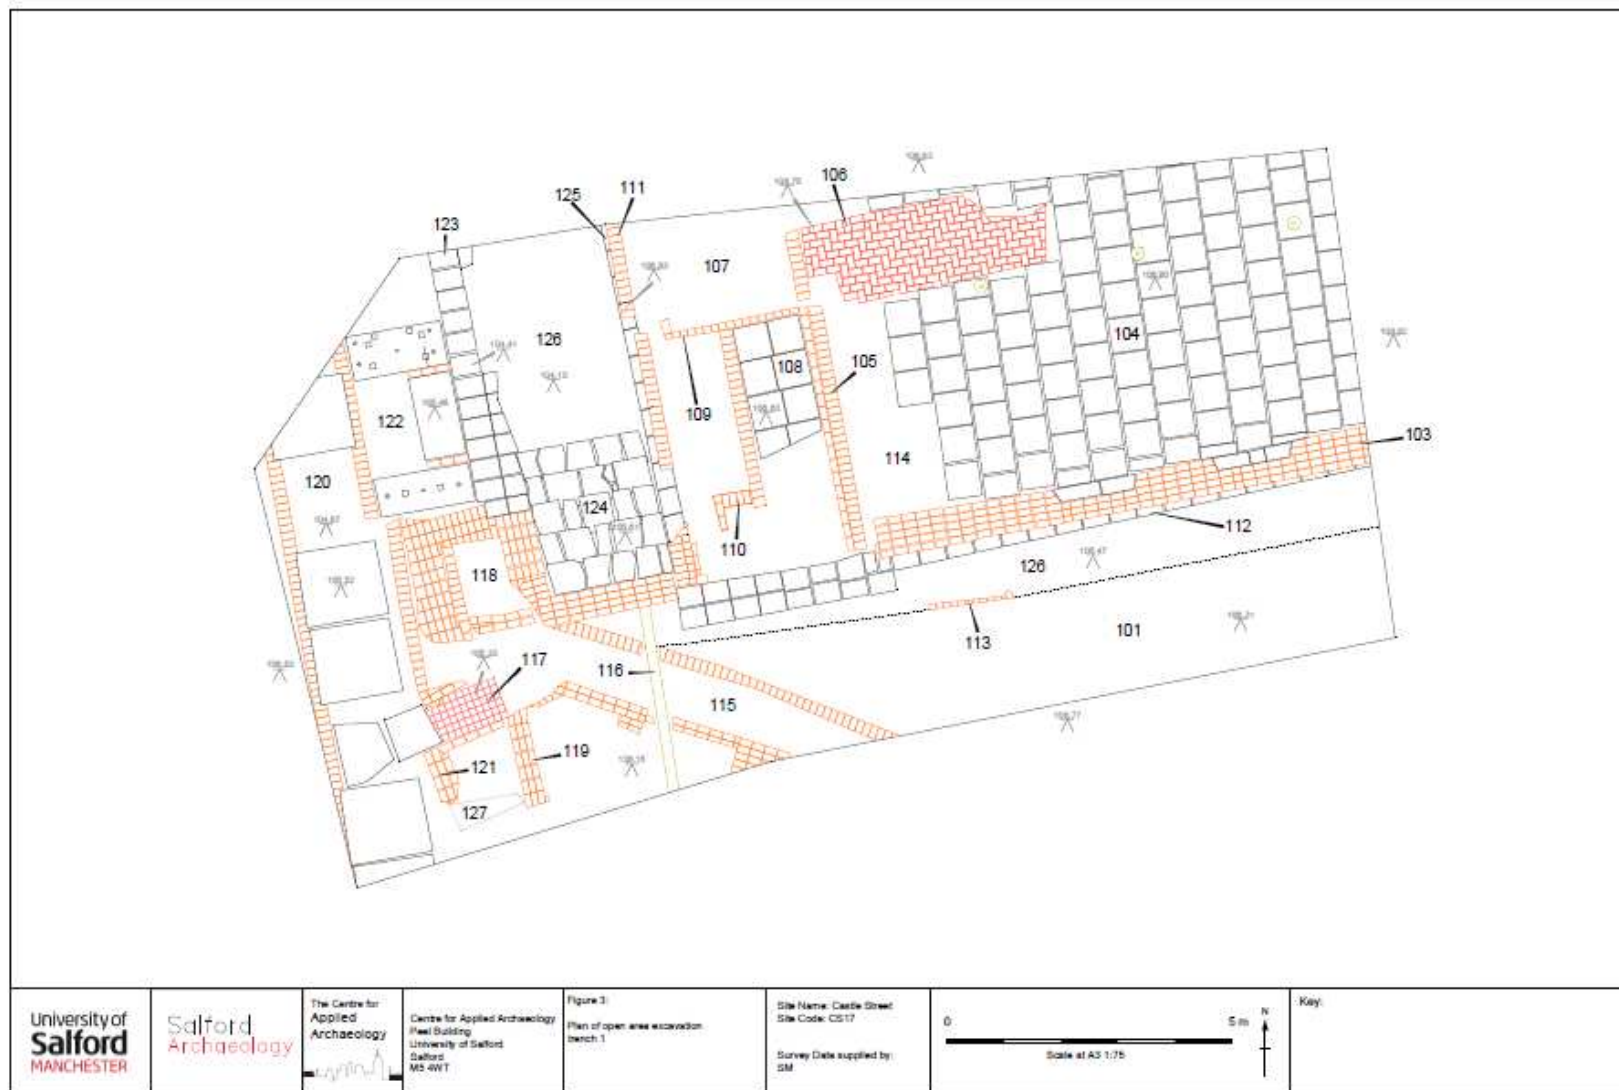 106
125
111
123
107
126
104
105
108
109
122
103
114
120
124
112
110
118
126
101
113
117
116
115
119
121
127
University of
Salford
MANCHESTER
Salford
Archaeology
The Centre for
Applied
Archaeology
Centre for Applied Archaeology
Peel Building
University of Salford
Salford
M5 4WT
Figure 3:
Plan of open area excavation
trench 1
Site Name: Castle Street
Site Code: CS17
Survey Data supplied by:
SM
0
5 m
Scale at A3 1:75
N
Key: